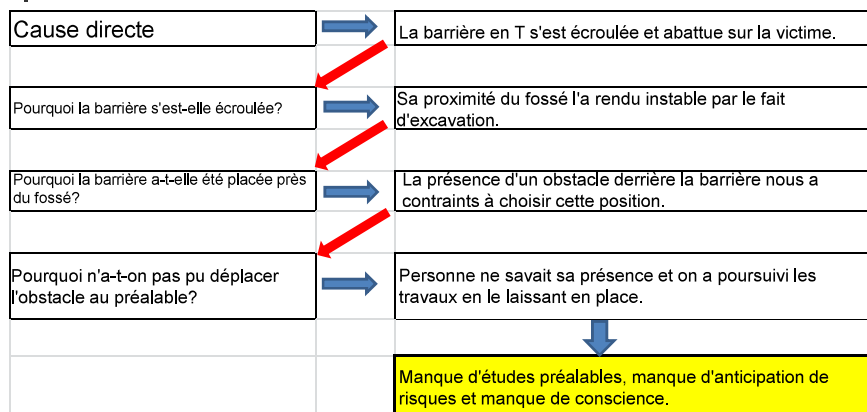 Cause directe
La barrière en T s'est écroulée et abattue sur la victime.
Pourquoi la barrière s'est-elle écroulée?
Sa proximité du fossé l'a rendu instable par le fait
d'excavation.
Pourquoi la barrière a-t-elle été placée près
du fossé?
La présence d'un obstacle derrière la barrière nous a
contraints à choisir cette position.
Pourquoi n'a-t-on pas pu déplacer
l'obstacle au préalable?
Personne ne savait sa présence et on a poursuivi les
travaux en le laissant en place.
Manque d'études préalables, manque d'anticipation de
risques et manque de conscience.